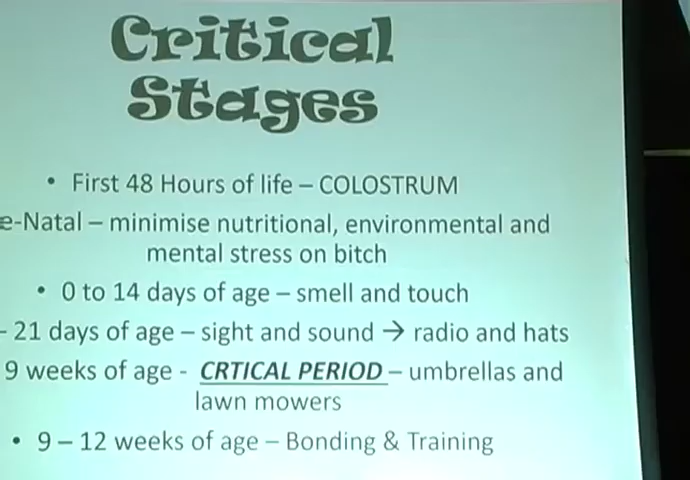 Critical
Stages
• First 48 Hours of life – COLOSTRUM
e-Natal – minimise nutritional, environmental and
mental stress on bitch
• 0 to 14 days of age – smell and touch
- 21 days of age – sight and sound → radio and hats
9 weeks of age - CRTICAL PERIOD – umbrellas and
lawn mowers
• 9 – 12 weeks of age – Bonding & Training